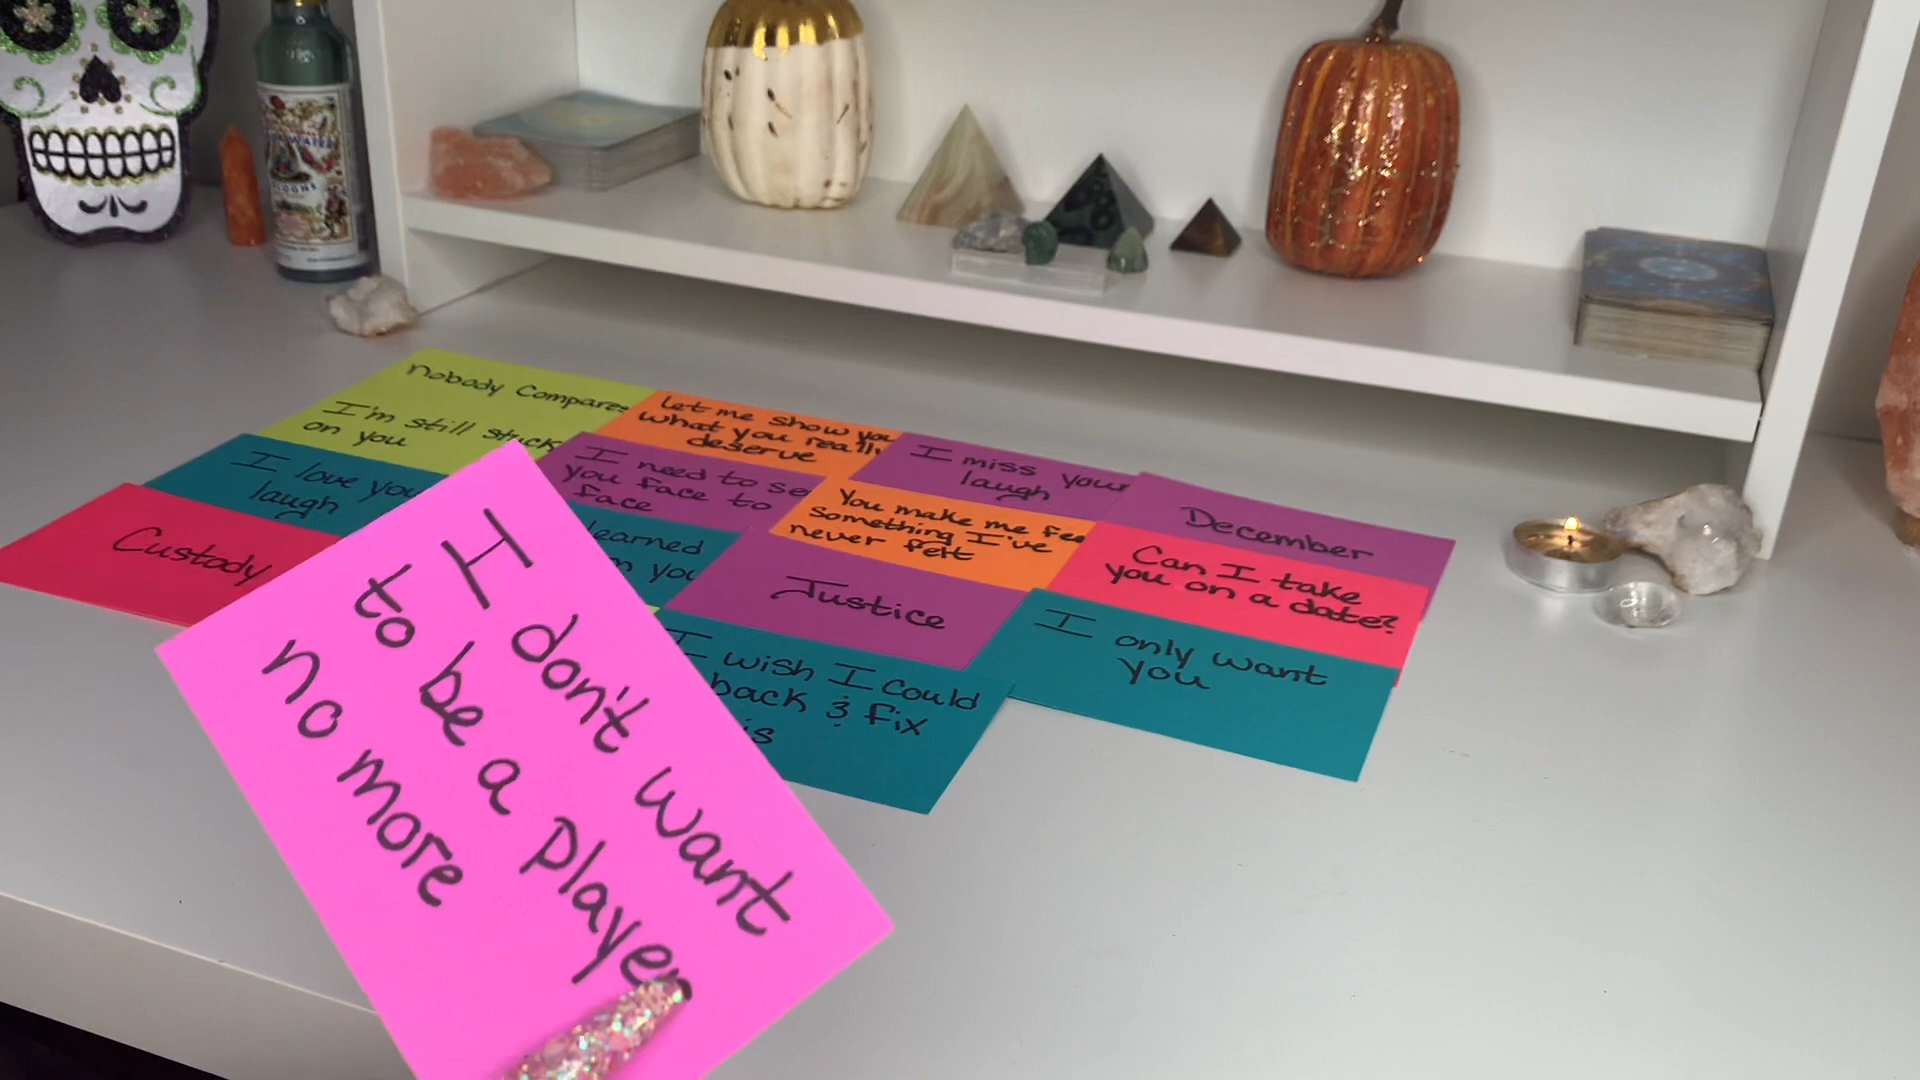 nobody Compares
I'm still stuck
on you
Let me show you
what you really
deserve
I miss your
laugh
December
I love your
laugh
I need to see
you face to
face
You make me feel
something I've
never felt
Can I take
you on a date?
Custody
learned
you
Justice
I only want
you
I wish I could
back & fix
I don't want
to be a player
no more